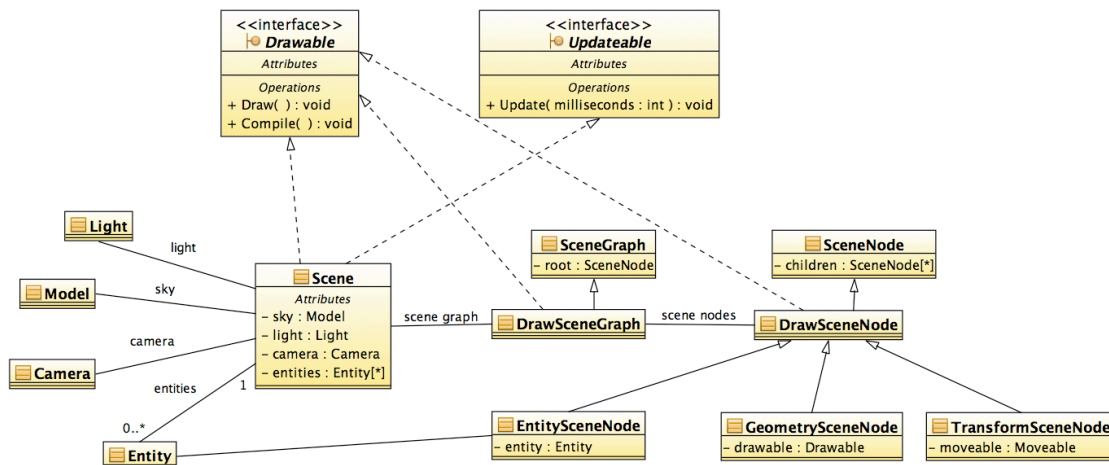 <<interface>>
Drawable
Attributes
Operations
+ Draw( ) : void
+ Compile( ) : void
<<interface>>
Updateable
Attributes
Operations
+ Update( milliseconds : int ) : void
Light
light
Model
sky
Camera
camera
entities
1
0..*
Entity
Scene
Attributes
− sky : Model
− light : Light
− camera : Camera
− entities : Entity[*]
scene graph
SceneGraph
− root : SceneNode
DrawSceneGraph
scene nodes
SceneNode
− children : SceneNode[*]
DrawSceneNode
EntitySceneNode
− entity : Entity
GeometrySceneNode
− drawable : Drawable
TransformSceneNode
− moveable : Moveable